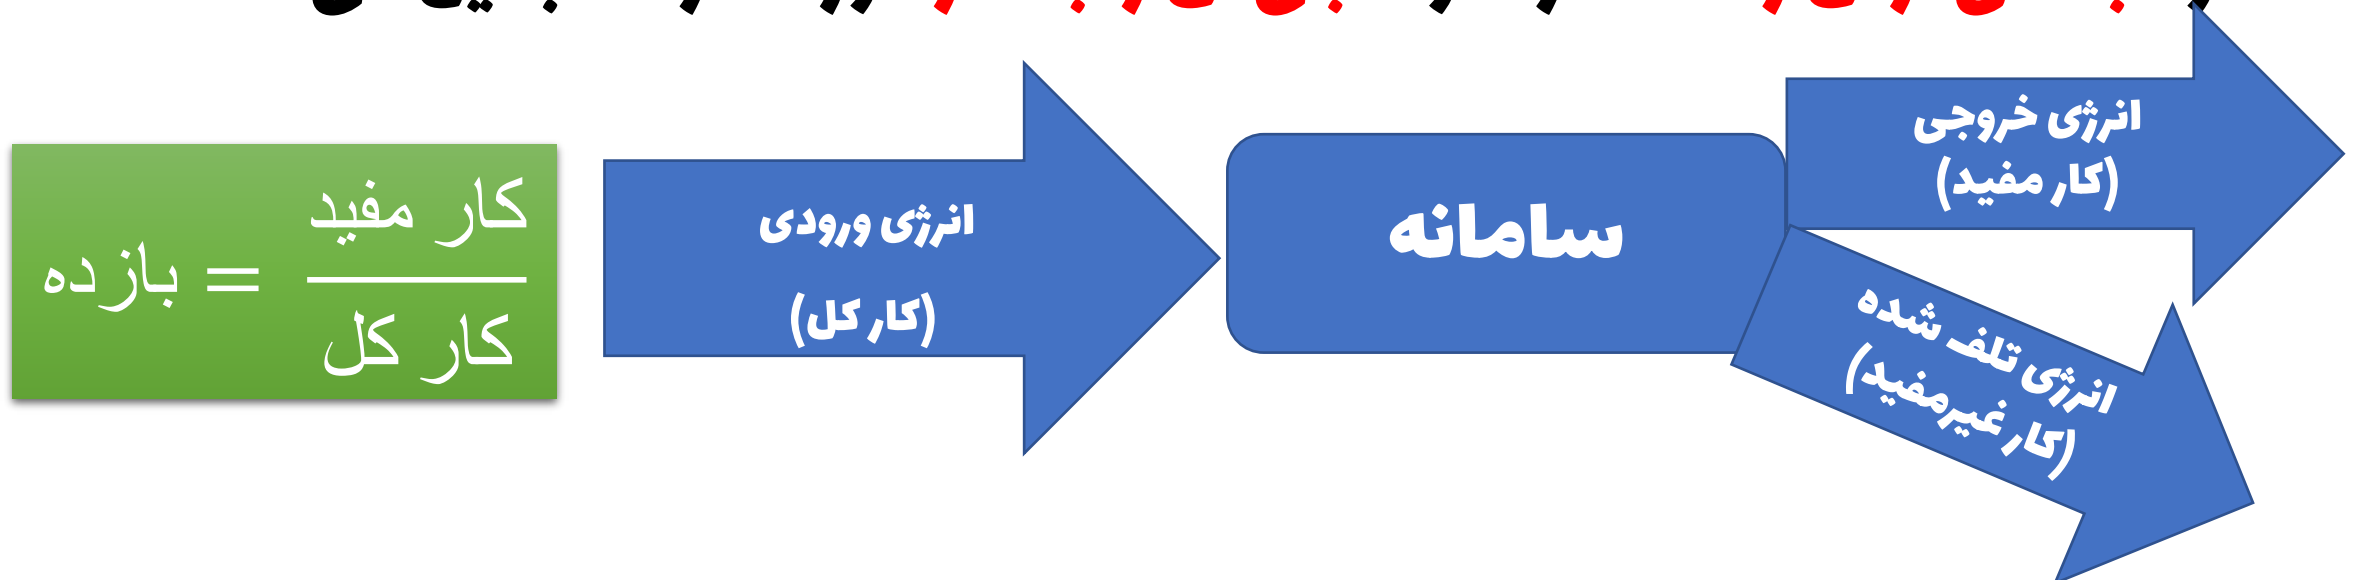 بازده = کار مفید / کار کل
انرژی ورودی
(کار کل)
سامانه
انرژی خروجی
(کار مفید)
انرژی تلف شده
(کار غیرمفید)